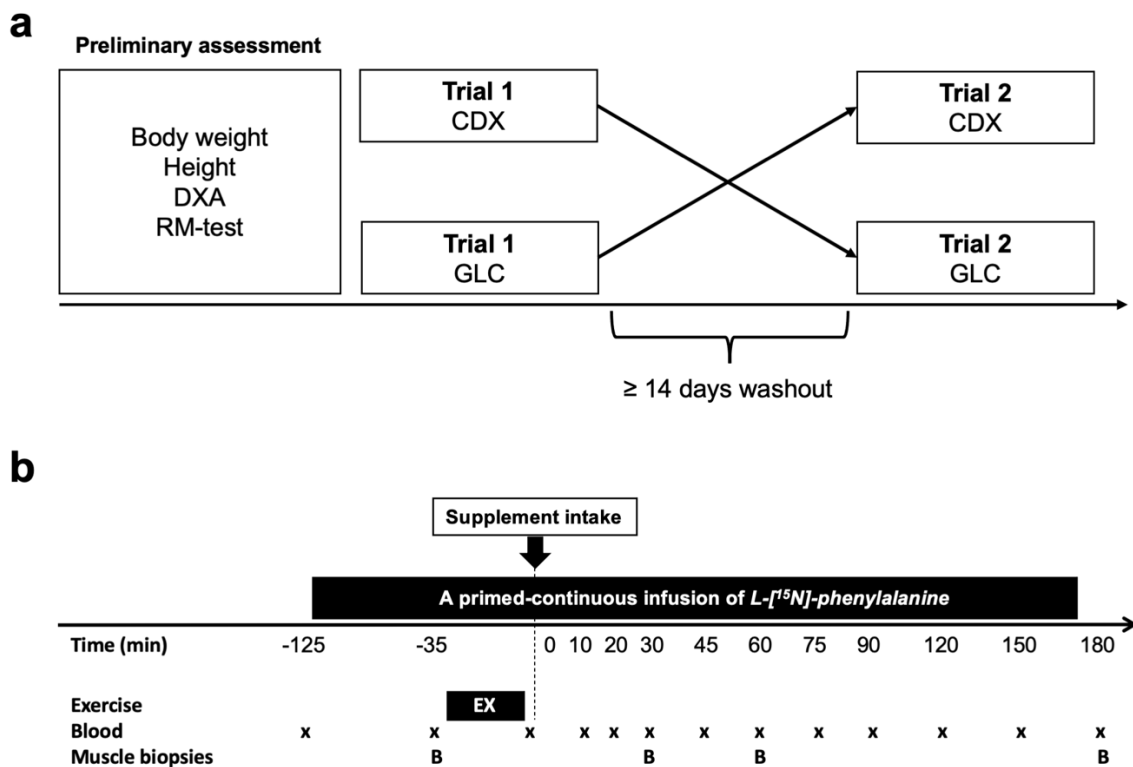 a
Preliminary assessment
Body weight
Height
DXA
RM-test
Trial 1
CDX
Trial 1
GLC
Trial 2
CDX
Trial 2
GLC
≥ 14 days washout
b
Supplement intake
A primed-continuous infusion of L-[¹⁵N]-phenylalanine
Time (min) -125 -35 0 10 20 30 45 60 75 90 120 150 180
Exercise EX
Blood x x x x x x x x x x x x x
Muscle biopsies B B B B